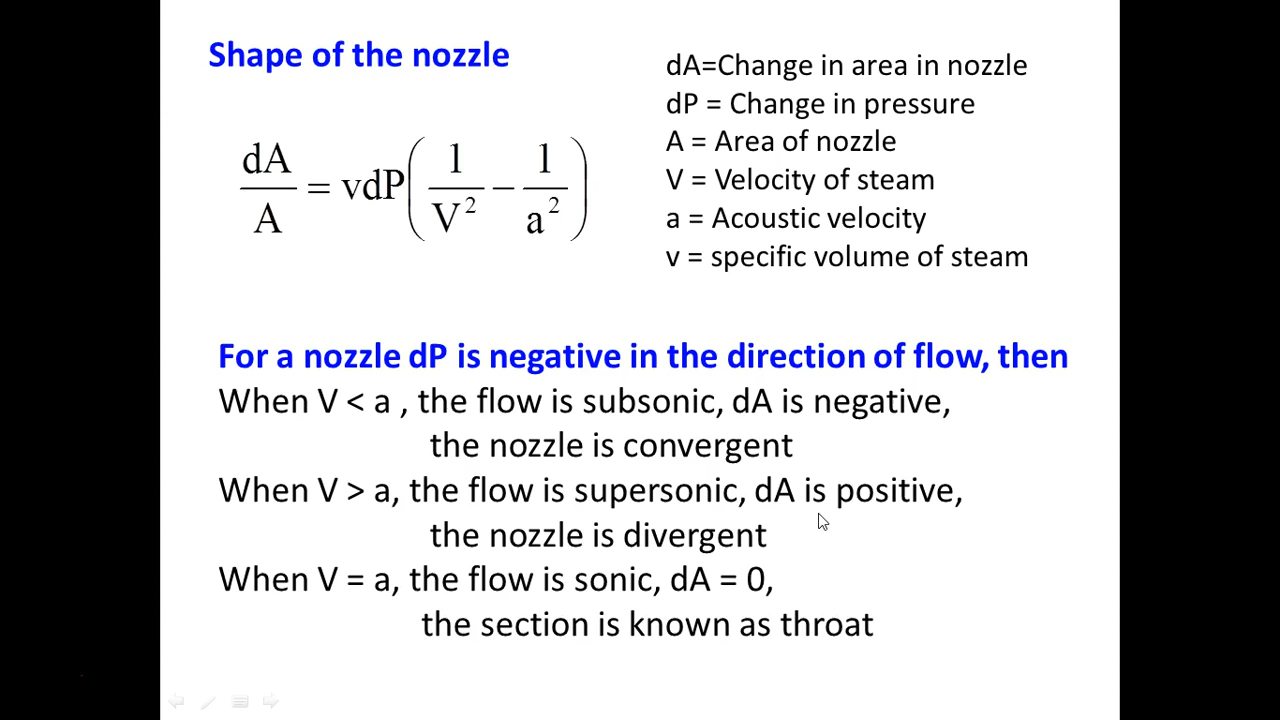 Shape of the nozzle
dA/A = vdP(1/V² − 1/a²)
dA=Change in area in nozzle
dP = Change in pressure
A = Area of nozzle
V = Velocity of steam
a = Acoustic velocity
v = specific volume of steam
For a nozzle dP is negative in the direction of flow, then
When V < a , the flow is subsonic, dA is negative,
the nozzle is convergent
When V > a, the flow is supersonic, dA is positive,
the nozzle is divergent
When V = a, the flow is sonic, dA = 0,
the section is known as throat